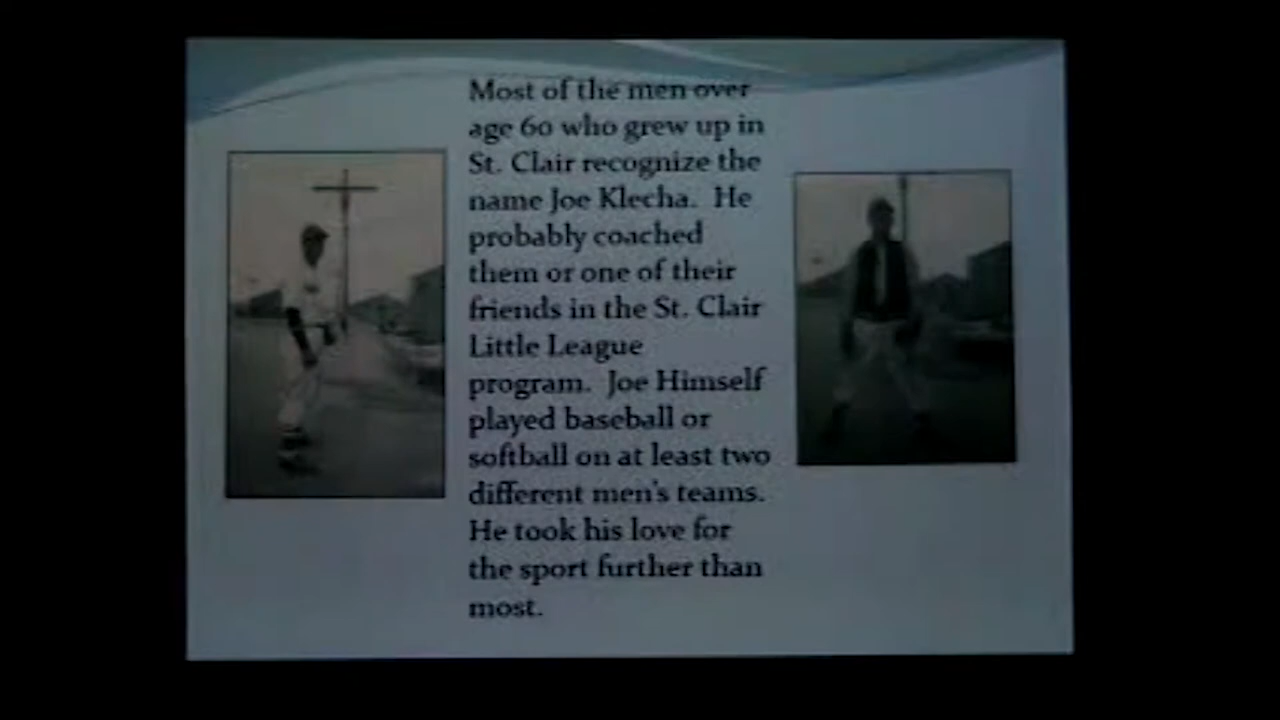 Most of the men over
age 60 who grew up in
St. Clair recognize the
name Joe Klecha.  He
probably coached
them or one of their
friends in the St. Clair
Little League
program.  Joe Himself
played baseball or
softball on at least two
different men's teams.
He took his love for
the sport further than
most.